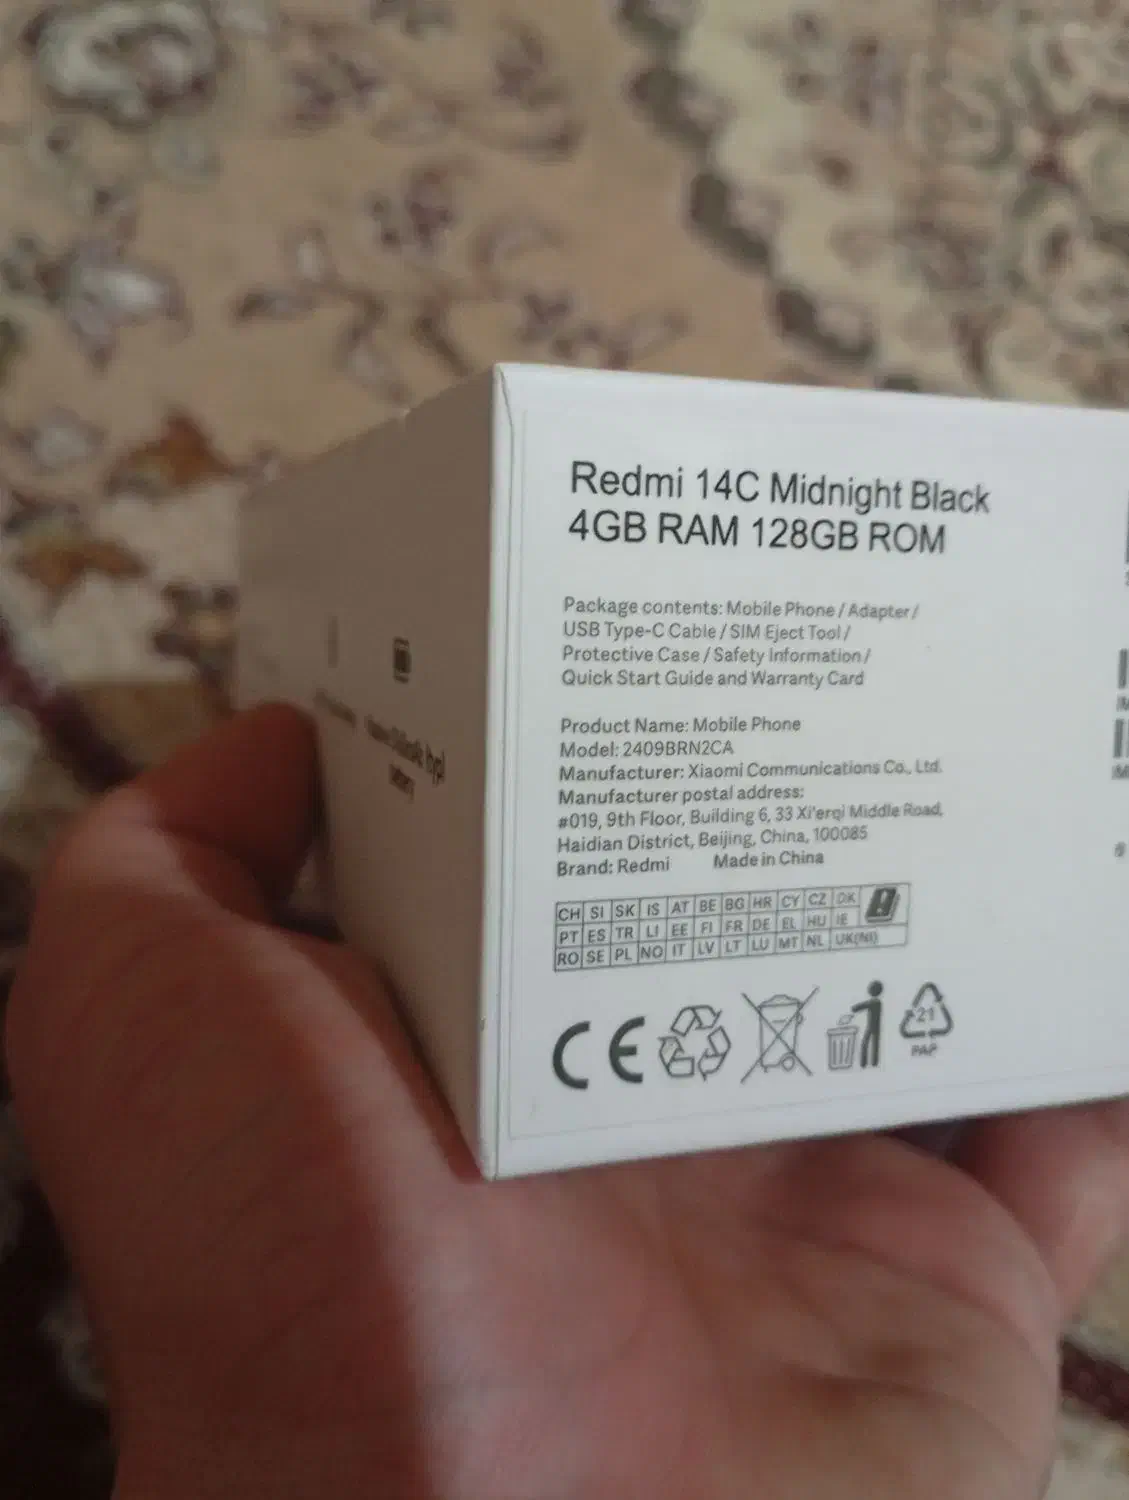 Redmi 14C Midnight Black
4GB RAM 128GB ROM
Package contents: Mobile Phone / Adapter /
USB Type-C Cable / SIM Eject Tool /
Protective Case / Safety Information /
Quick Start Guide and Warranty Card
Product Name: Mobile Phone
Model: 2409BRN2CA
Manufacturer: Xiaomi Communications Co., Ltd.
Manufacturer postal address:
#019, 9th Floor, Building 6, 33 Xi'erqi Middle Road,
Haidian District, Beijing, China, 100085
Brand: Redmi Made in China
CH SI SK IS AT BE BG HR CY CZ DK
PT ES TR LI EE FI FR DE EL HU IE
RO SE PL NO IT LV LT LU MT NL UK(NI)
CE
21
PAP